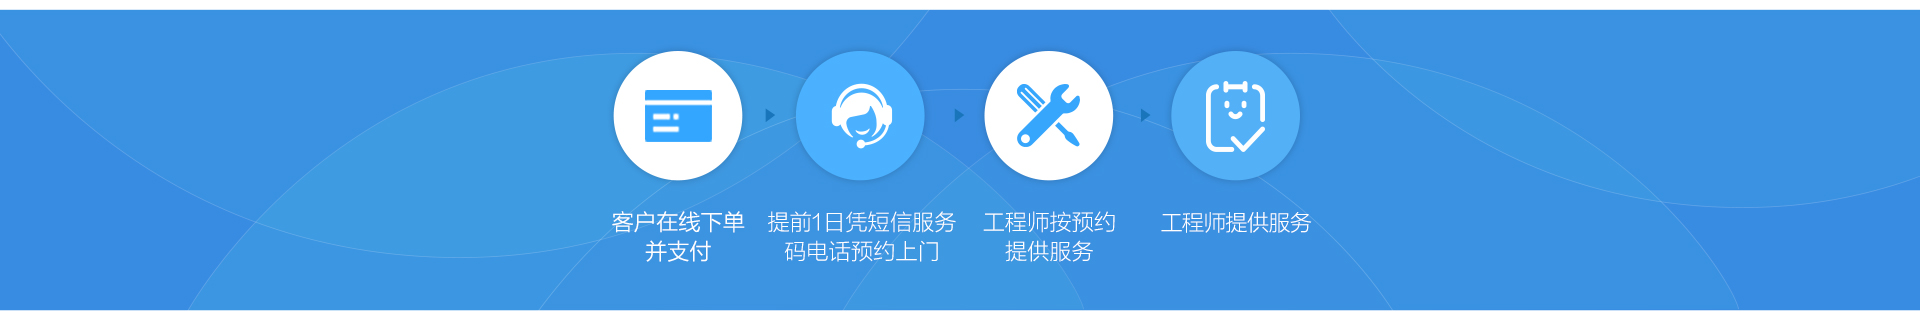 客户在线下单
并支付
提前1日凭短信服务
码电话预约上门
工程师按预约
提供服务
工程师提供服务